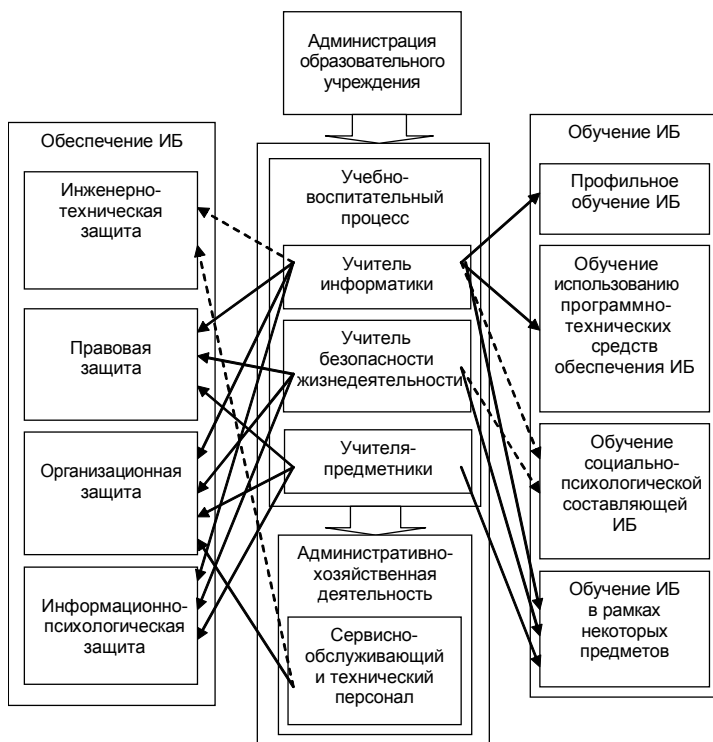 Администрация
образовательного
учреждения
Обеспечение ИБ
Инженерно-
техническая
защита
Правовая
защита
Организационная
защита
Информационно-
психологическая
защита
Учебно-
воспитательный
процесс
Учитель
информатики
Учитель
безопасности
жизнедеятельности
Учителя-
предметники
Административно-
хозяйственная
деятельность
Сервисно-
обслуживающий
и технический
персонал
Обучение ИБ
Профильное
обучение ИБ
Обучение
использованию
программно-
технических
средств
обеспечения ИБ
Обучение
социально-
психологической
составляющей
ИБ
Обучение ИБ
в рамках
некоторых
предметов